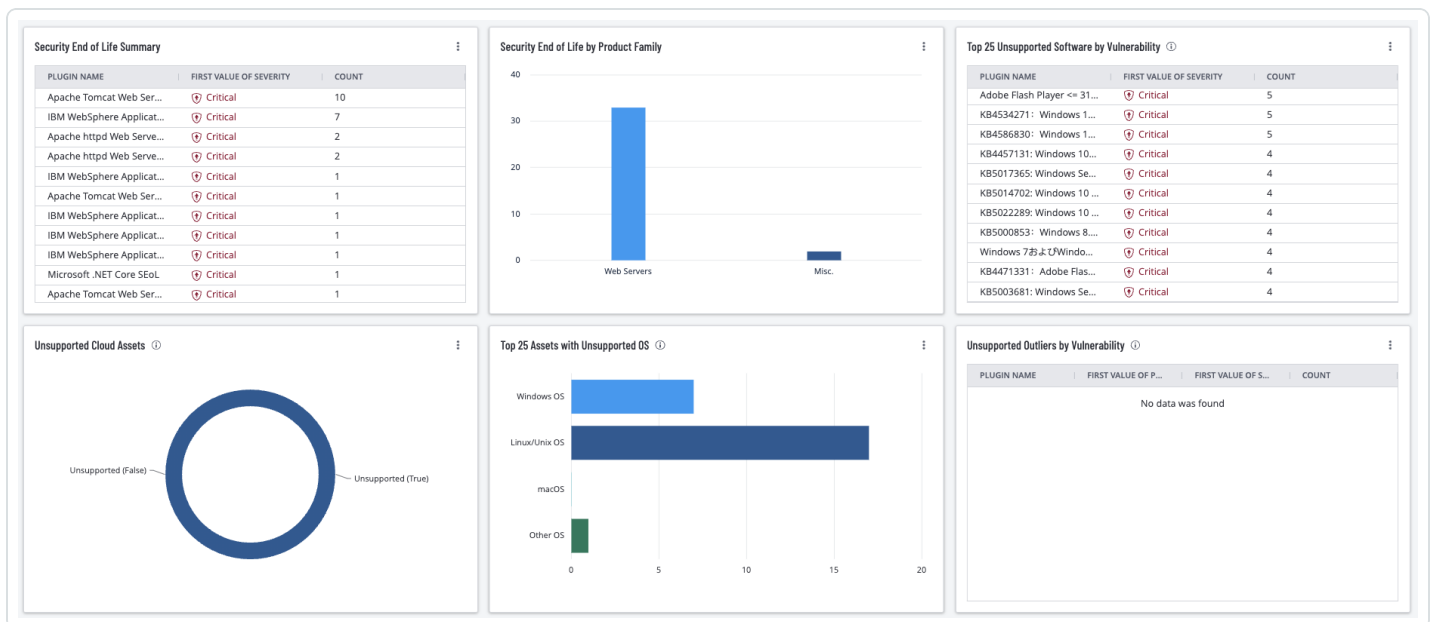 Security End of Life Summary
PLUGIN NAME FIRST VALUE OF SEVERITY COUNT
Apache Tomcat Web Ser... Critical 10
IBM WebSphere Applicat... Critical 7
Apache httpd Web Serve... Critical 2
Apache httpd Web Serve... Critical 2
IBM WebSphere Applicat... Critical 1
Apache Tomcat Web Ser... Critical 1
IBM WebSphere Applicat... Critical 1
IBM WebSphere Applicat... Critical 1
IBM WebSphere Applicat... Critical 1
Microsoft .NET Core SEoL Critical 1
Apache Tomcat Web Ser... Critical 1
Security End of Life by Product Family
40
30
20
10
0
Web Servers Misc.
Top 25 Unsupported Software by Vulnerability
PLUGIN NAME FIRST VALUE OF SEVERITY COUNT
Adobe Flash Player <= 31... Critical 5
KB4534271：Windows 1... Critical 5
KB4586830：Windows 1... Critical 5
KB4457131: Windows 10... Critical 4
KB5017365: Windows Se... Critical 4
KB5014702: Windows 10 ... Critical 4
KB5022289: Windows 10 ... Critical 4
KB5000853：Windows 8.... Critical 4
Windows 7およびWindo... Critical 4
KB4471331：Adobe Flas... Critical 4
KB5003681: Windows Se... Critical 4
Unsupported Cloud Assets
Unsupported (False)
Unsupported (True)
Top 25 Assets with Unsupported OS
Windows OS
Linux/Unix OS
macOS
Other OS
0 5 10 15 20
Unsupported Outliers by Vulnerability
PLUGIN NAME FIRST VALUE OF P... FIRST VALUE OF S... COUNT
No data was found